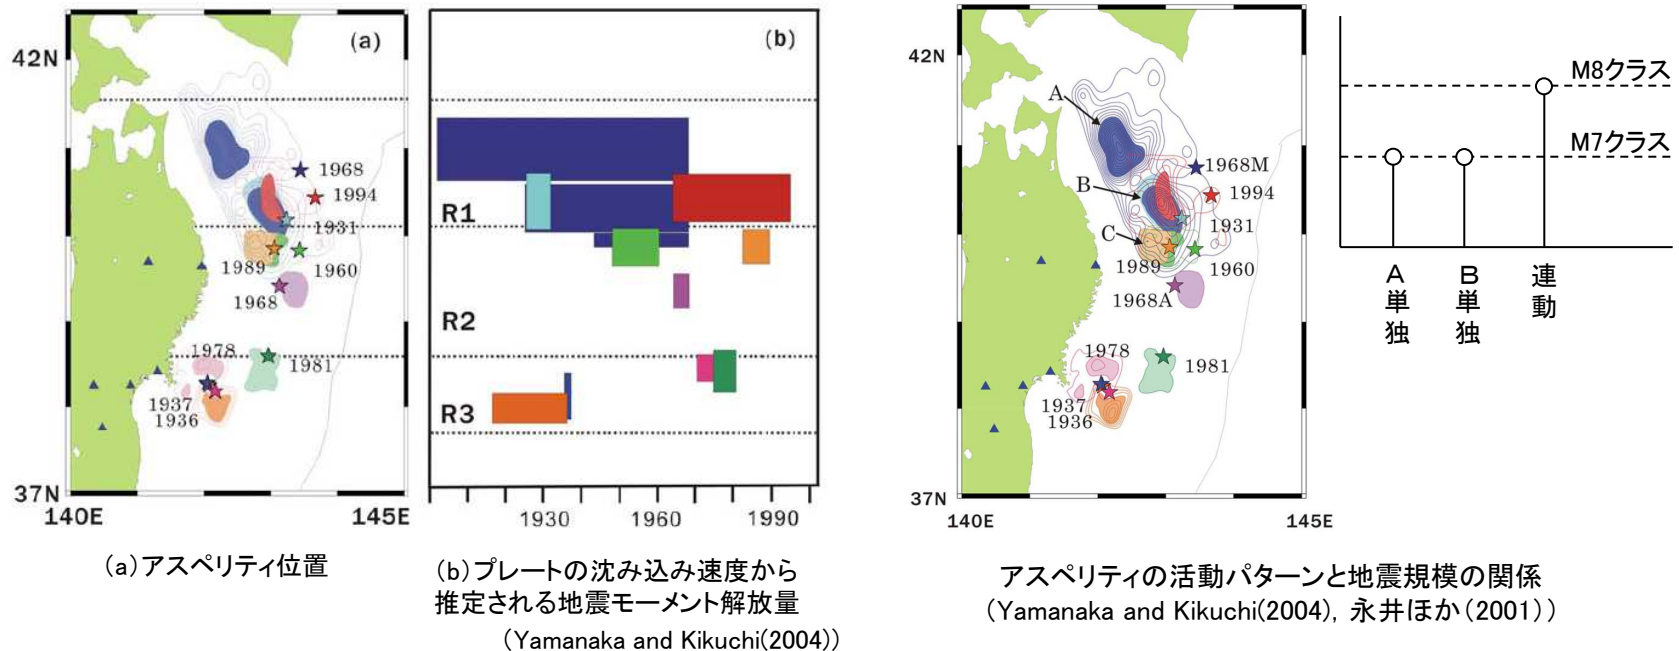 (a)
42N
1968
1994
1931
1989
1960
1968
1978
1981
1937
1936
37N
140E
145E
(a)アスペリティ位置
(b)
R1
R2
R3
1930
1960
1990
(b)プレートの沈み込み速度から
推定される地震モーメント解放量
(Yamanaka and Kikuchi(2004))
42N
A
1968M
B
1994
1931
C
1989
1960
1968A
1978
1981
1937
1936
37N
140E
145E
M8クラス
M7クラス
A単独
B単独
連動
アスペリティの活動パターンと地震規模の関係
(Yamanaka and Kikuchi(2004), 永井ほか(2001))